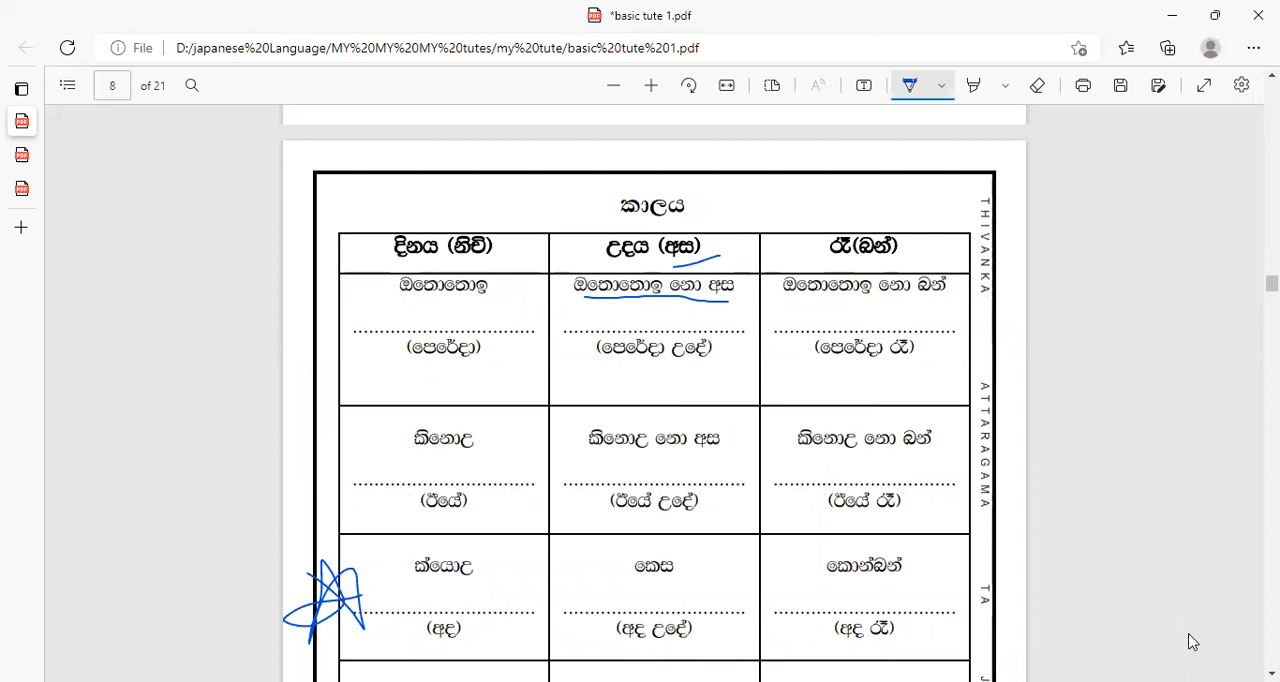 *basic tute 1.pdf
File D:/japanese%20Language/MY%20MY%20MY%20tutes/my%20tute/basic%20tute%201.pdf
8 of 21
කාලය
දිනය (නිචි) උදය (අස) රෑ(බන්)
ඔතොතොඉ ඔතොතොඉ නො අස ඔතොතොඉ නො බන්
(පෙරේදා) (පෙරේදා උදේ) (පෙරේදා රෑ)
කිනොඋ කිනොඋ නො අස කිනොඋ නො බන්
(ඊයේ) (ඊයේ උදේ) (ඊයේ රෑ)
ක්යොඋ කෙස කොන්බන්
(අද) (අද උදේ) (අද රෑ)
THIVANKA ATTARAGAMA TA